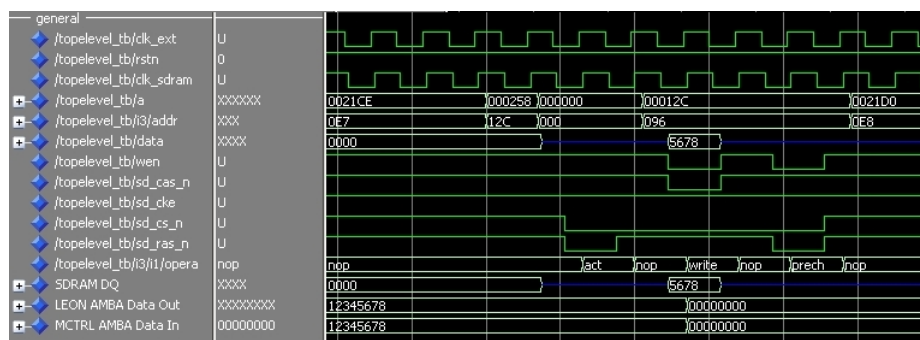 general
/topelevel_tb/clk_ext U
/topelevel_tb/rstn 0
/topelevel_tb/clk_sdram U
/topelevel_tb/a XXXXXX 0021CE 000258 000000 00012C 0021D0
/topelevel_tb/i3/addr XXX 0E7 12C 000 096 0E8
/topelevel_tb/data XXXX 0000 5678
/topelevel_tb/wen U
/topelevel_tb/sd_cas_n U
/topelevel_tb/sd_cke U
/topelevel_tb/sd_cs_n U
/topelevel_tb/sd_ras_n U
/topelevel_tb/i3/i1/opera nop nop act nop write nop prech nop
SDRAM DQ XXXX 0000 5678
LEON AMBA Data Out XXXXXXXX 12345678 00000000
MCTRL AMBA Data In 00000000 12345678 00000000